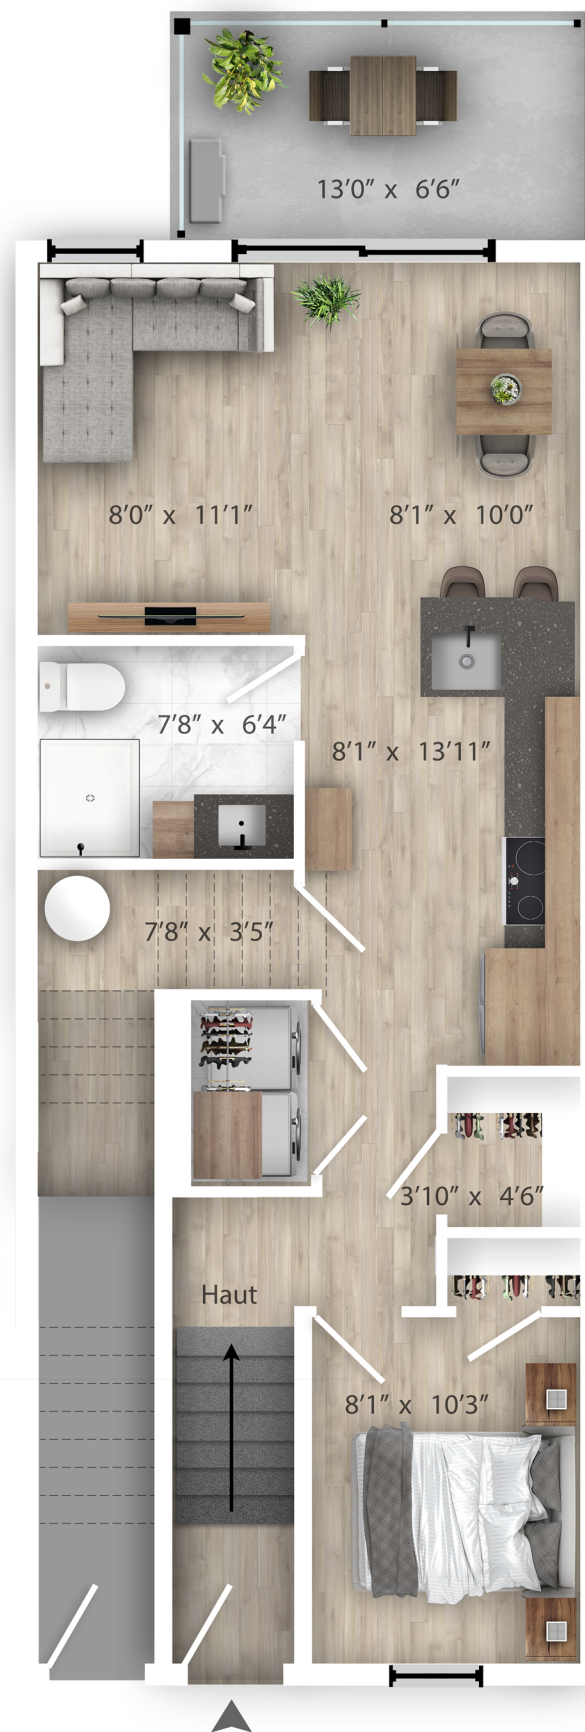 13'0" x 6'6"
8'0" x 11'1"
8'1" x 10'0"
7'8" x 6'4"
8'1" x 13'11"
7'8" x 3'5"
3'10" x 4'6"
Haut
8'1" x 10'3"